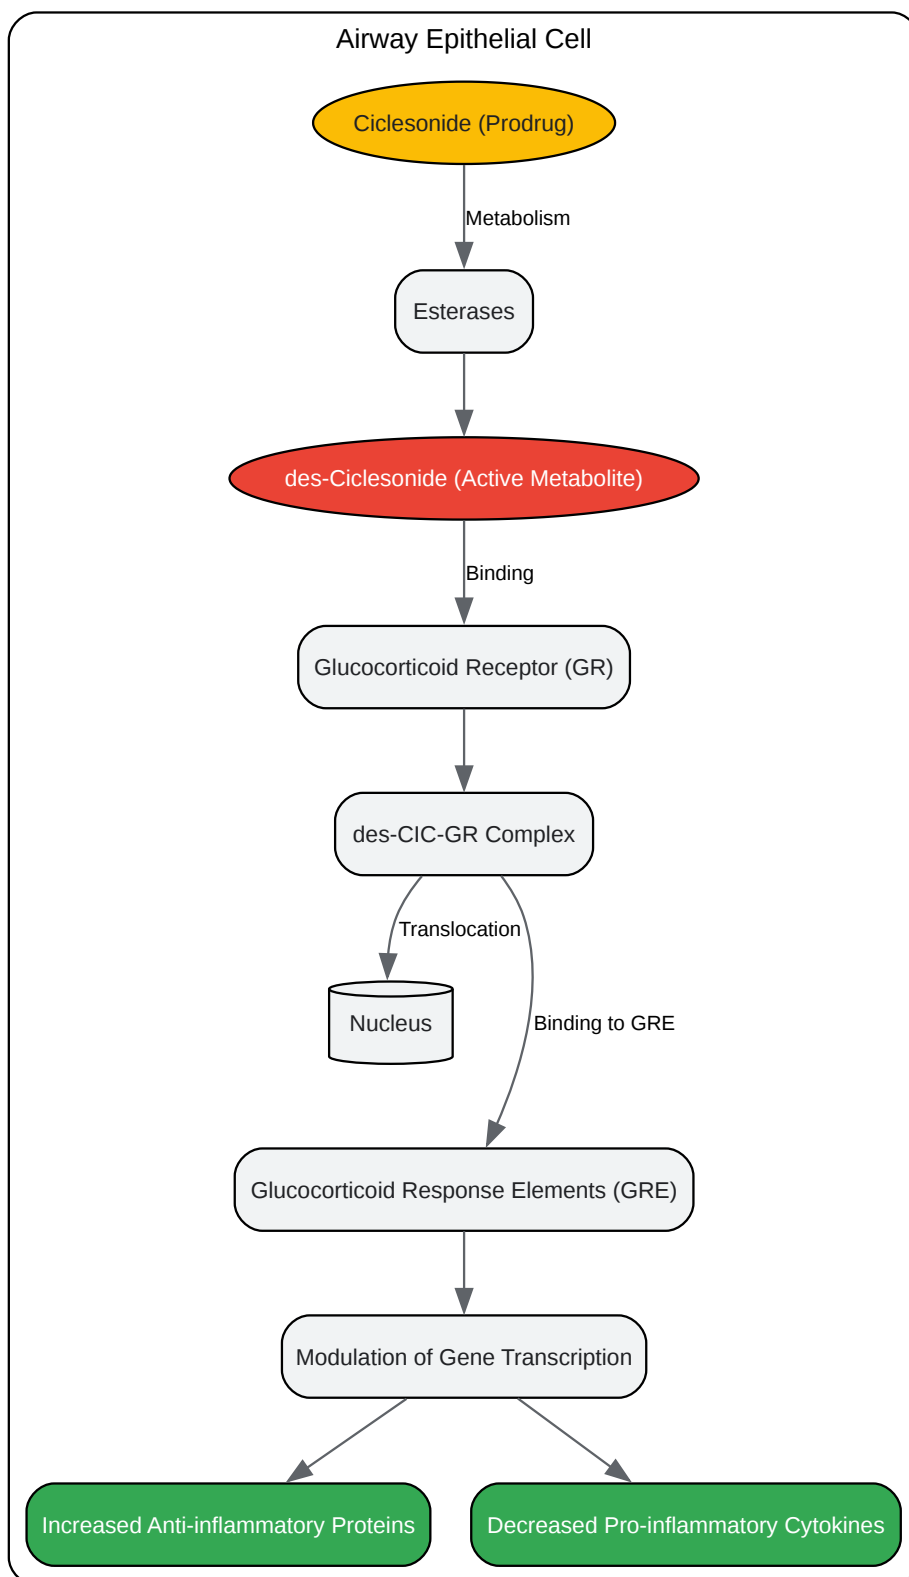 Airway Epithelial Cell
Ciclesonide (Prodrug)
Metabolism
Esterases
des-Ciclesonide (Active Metabolite)
Binding
Glucocorticoid Receptor (GR)
des-CIC-GR Complex
Translocation
Nucleus
Binding to GRE
Glucocorticoid Response Elements (GRE)
Modulation of Gene Transcription
Increased Anti-inflammatory Proteins
Decreased Pro-inflammatory Cytokines